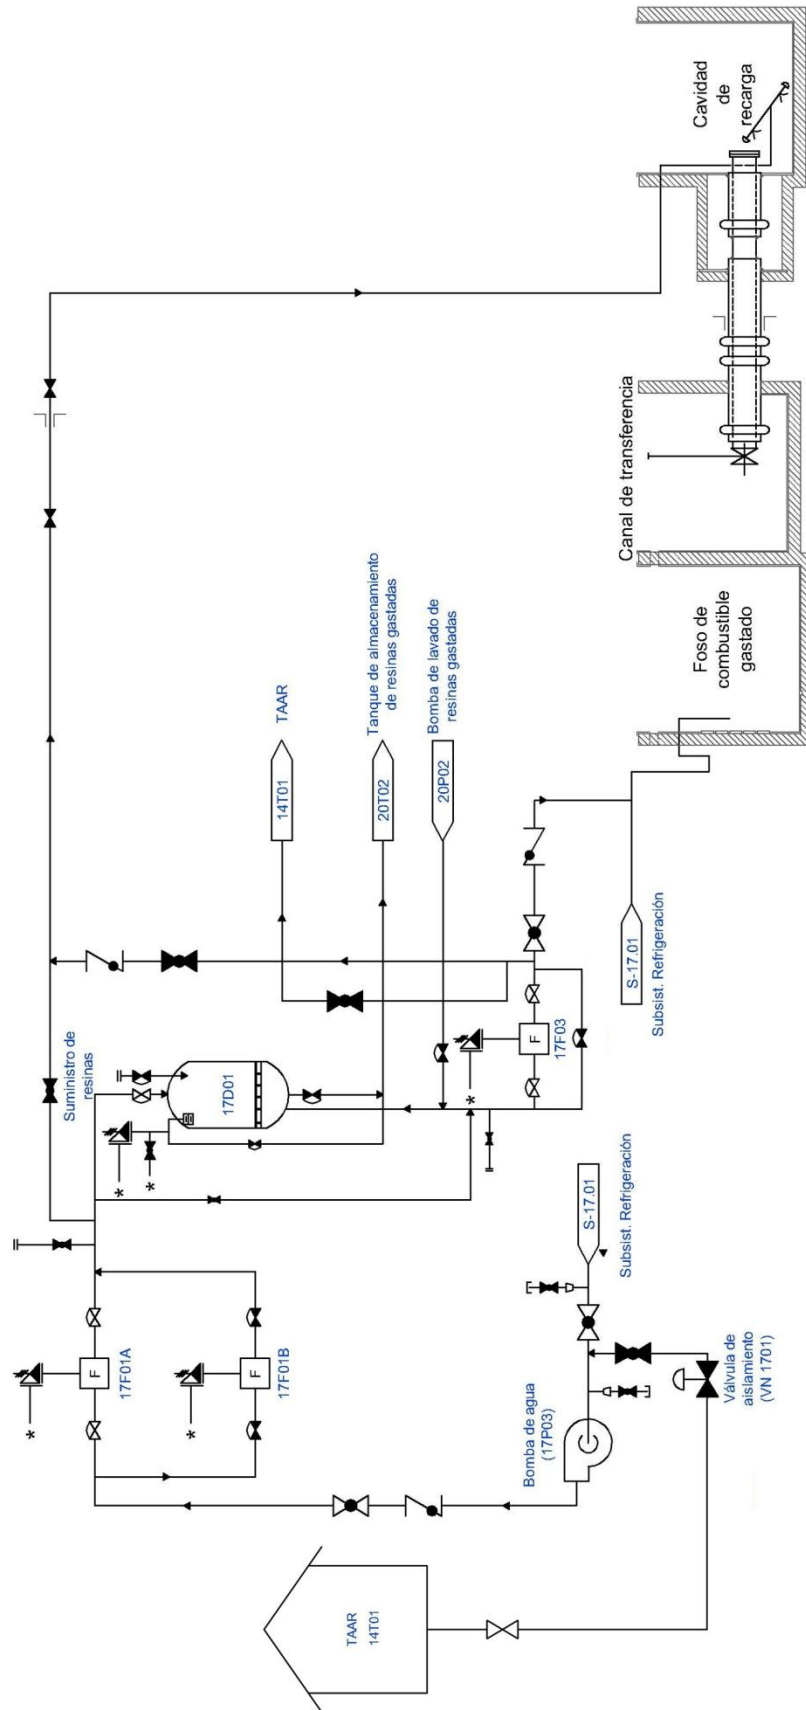 Cavidad
de
recarga
Canal de transferencia
Foso de
combustible
gastado
TAAR
14T01
Tanque de almacenamiento
de resinas gastadas
20T02
Bomba de lavado de
resinas gastadas
20P02
S-17.01
Subsist. Refrigeración
Suministro de
resinas
17D01
*
*
*
F
17F03
S-17.01
Subsist. Refrigeración
*
F
17F01A
*
F
17F01B
Bomba de agua
(17P03)
Válvula de
aislamiento
(VN 1701)
TAAR
14T01